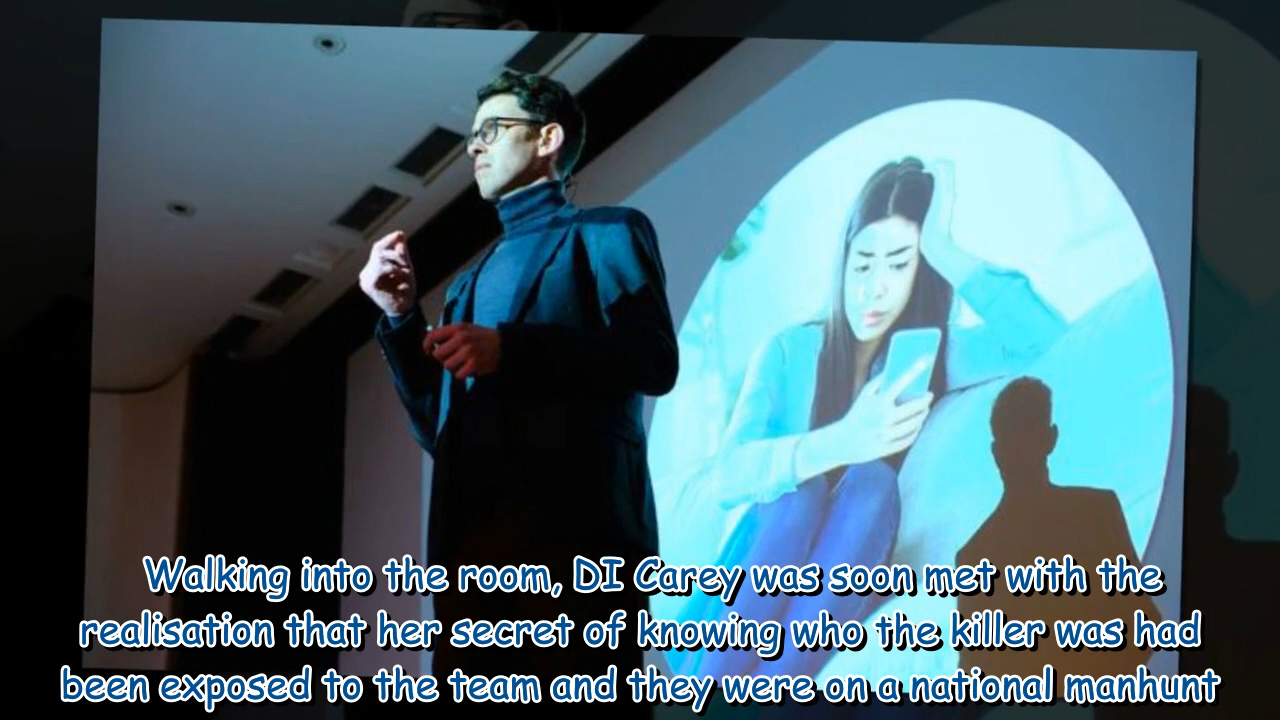 Walking into the room, DI Carey was soon met with the
realisation that her secret of knowing who the killer was had
been exposed to the team and they were on a national manhunt